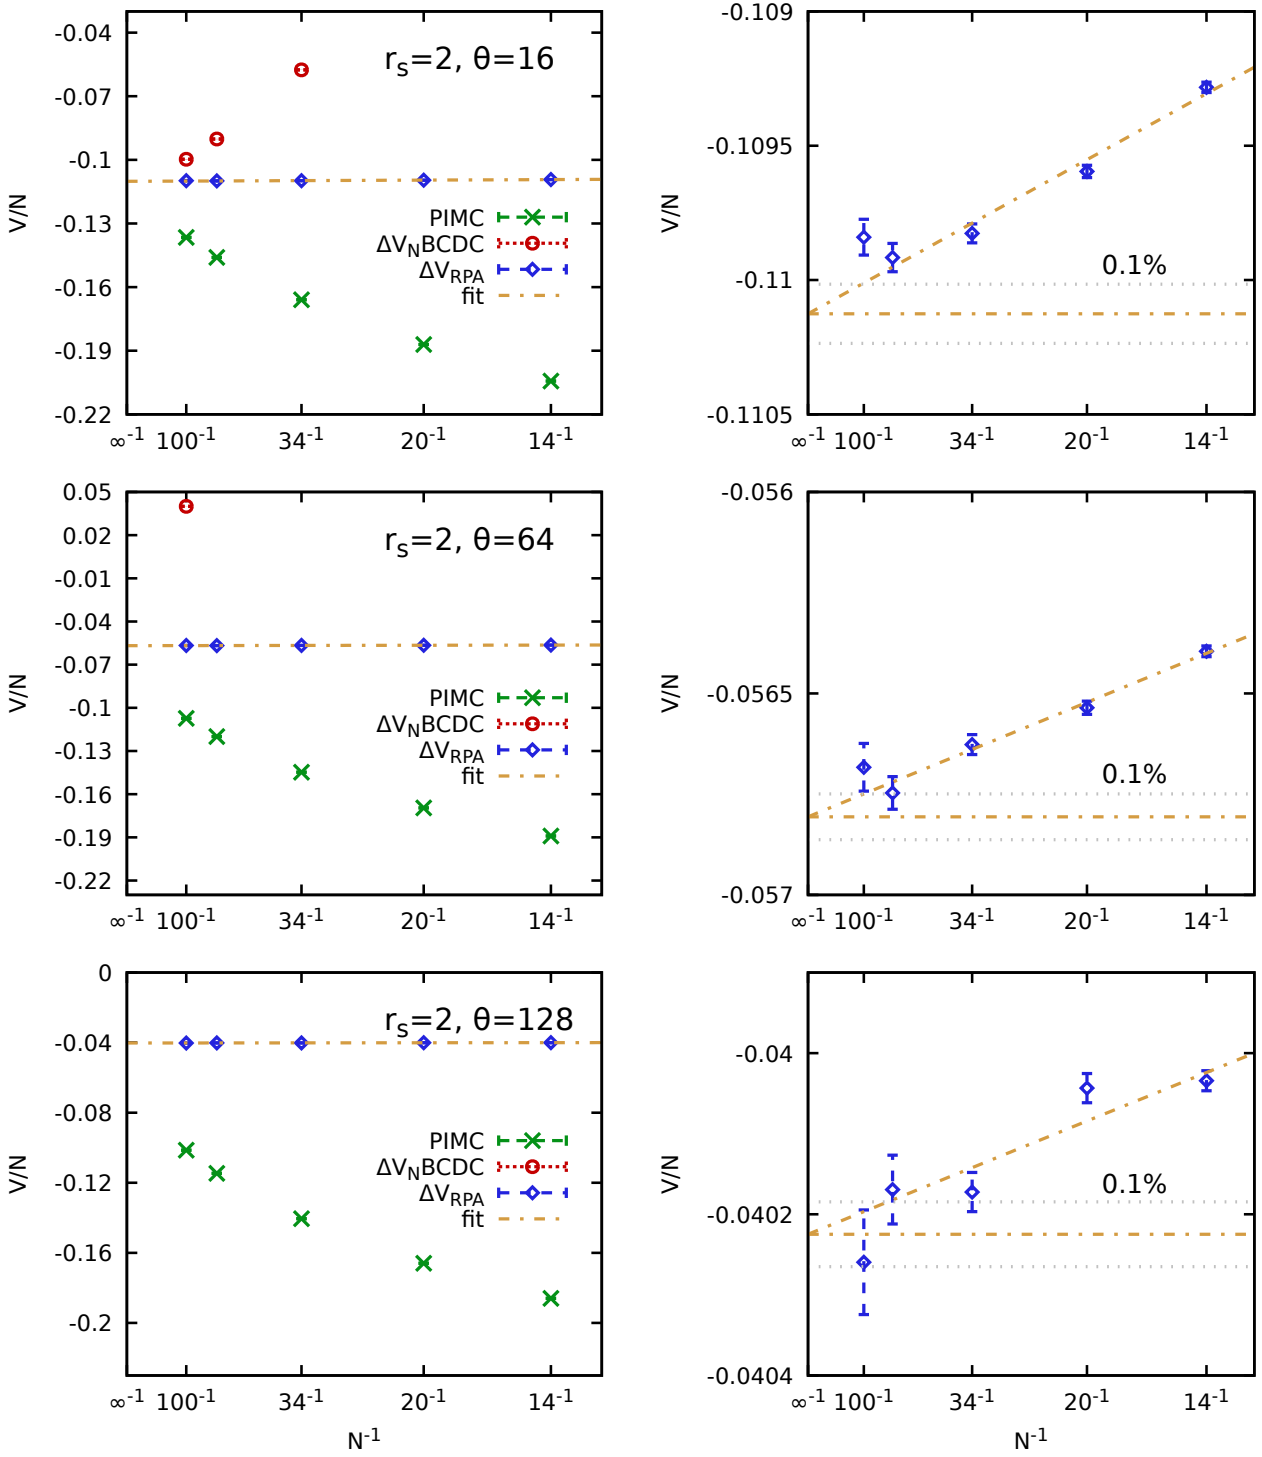 V/N
-0.04
-0.07
-0.1
-0.13
-0.16
-0.19
-0.22
rₛ=2, θ=16
PIMC
ΔV_NBCDC
ΔV_RPA
fit
∞⁻¹ 100⁻¹ 34⁻¹ 20⁻¹ 14⁻¹
V/N
-0.109
-0.1095
-0.11
-0.1105
0.1%
∞⁻¹ 100⁻¹ 34⁻¹ 20⁻¹ 14⁻¹
V/N
0.05
0.02
-0.01
-0.04
-0.07
-0.1
-0.13
-0.16
-0.19
-0.22
rₛ=2, θ=64
PIMC
ΔV_NBCDC
ΔV_RPA
fit
∞⁻¹ 100⁻¹ 34⁻¹ 20⁻¹ 14⁻¹
V/N
-0.056
-0.0565
-0.057
0.1%
∞⁻¹ 100⁻¹ 34⁻¹ 20⁻¹ 14⁻¹
V/N
0
-0.04
-0.08
-0.12
-0.16
-0.2
rₛ=2, θ=128
PIMC
ΔV_NBCDC
ΔV_RPA
fit
∞⁻¹ 100⁻¹ 34⁻¹ 20⁻¹ 14⁻¹
N⁻¹
V/N
-0.04
-0.0402
-0.0404
0.1%
∞⁻¹ 100⁻¹ 34⁻¹ 20⁻¹ 14⁻¹
N⁻¹